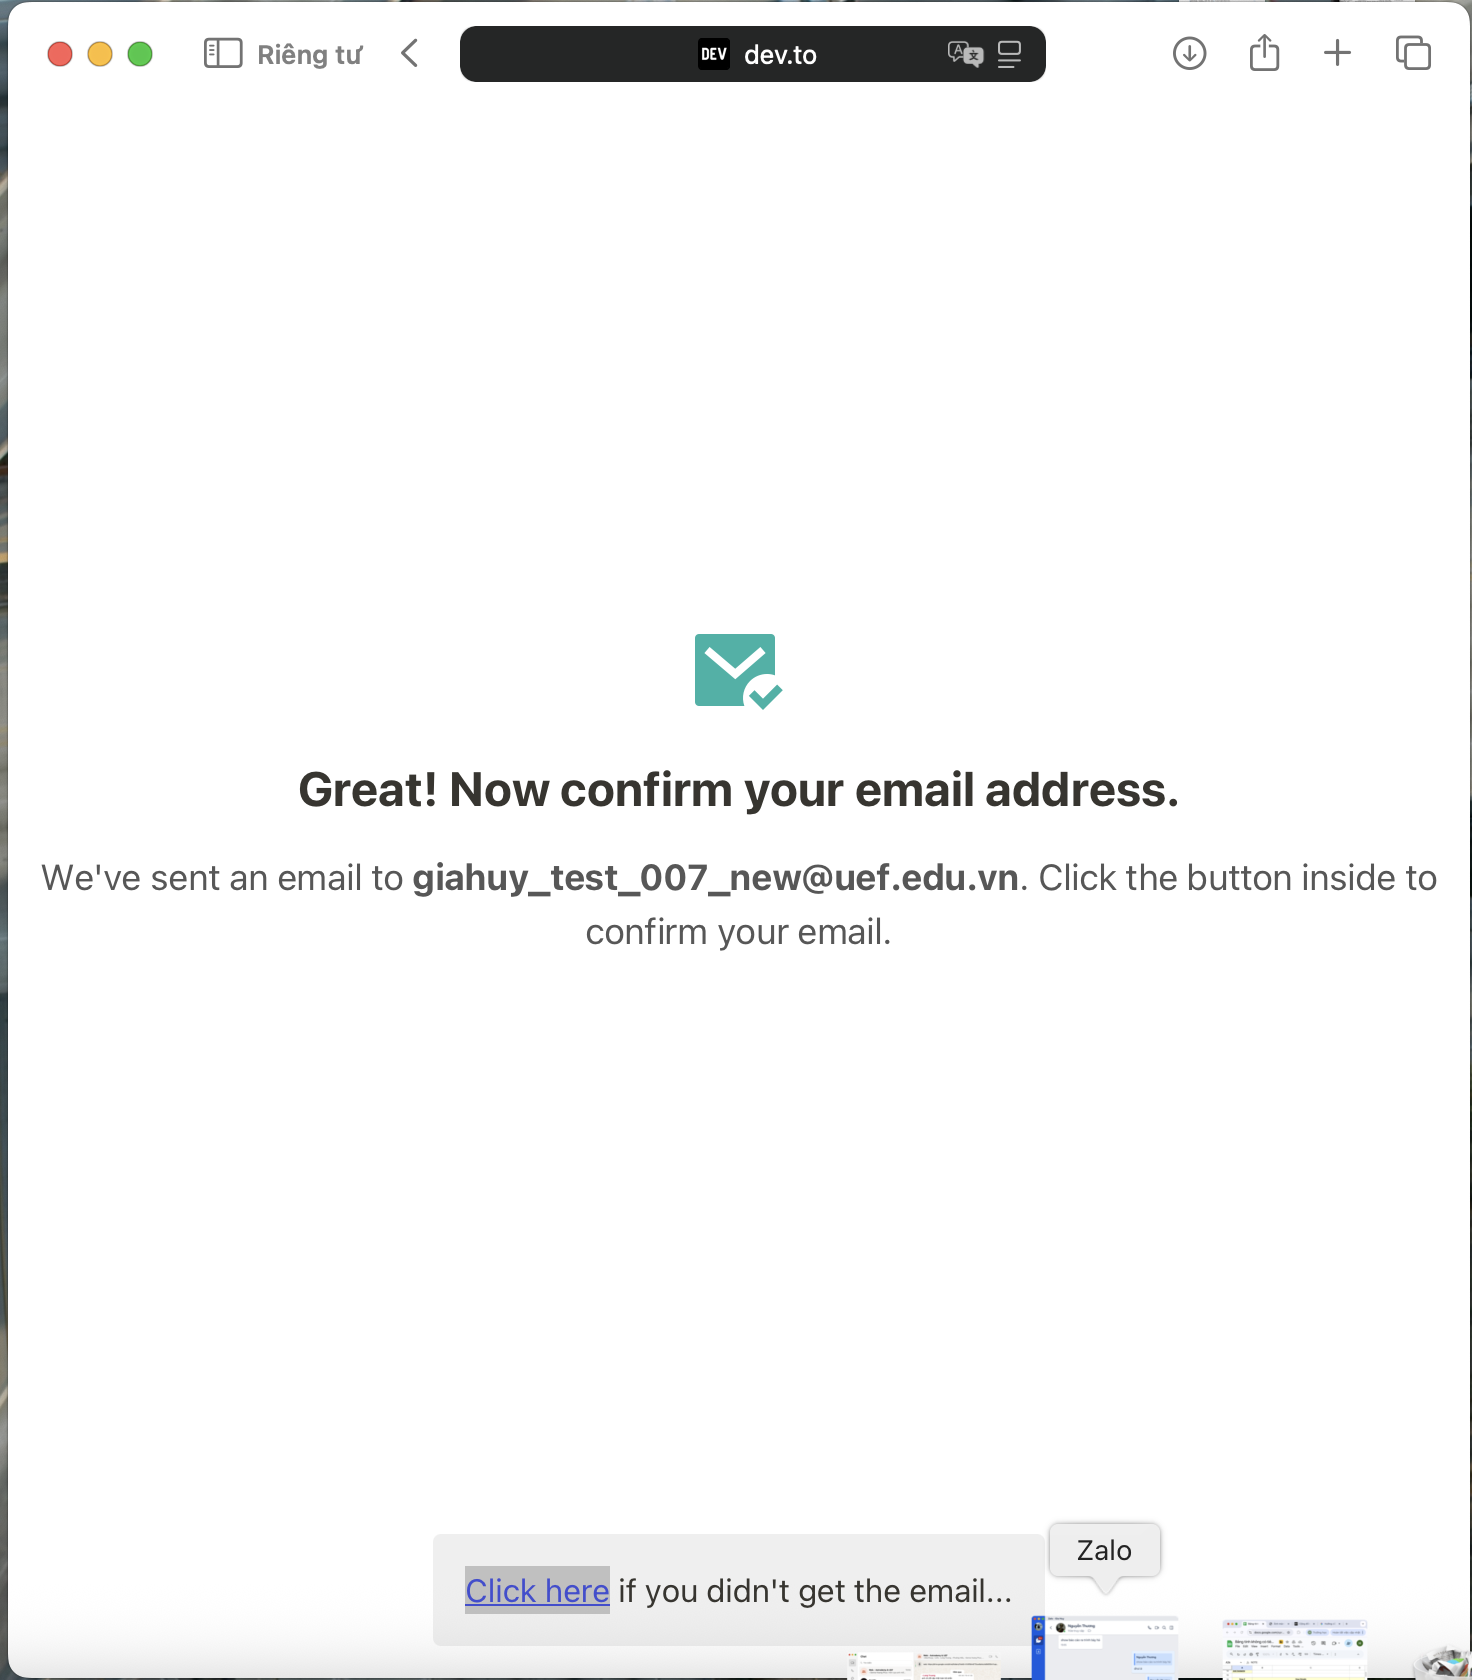 Riêng tư
DEV dev.to
Great! Now confirm your email address.
We've sent an email to giahuy_test_007_new@uef.edu.vn. Click the button inside to
confirm your email.
Zalo
Click here if you didn't get the email...
Nguyễn Thương